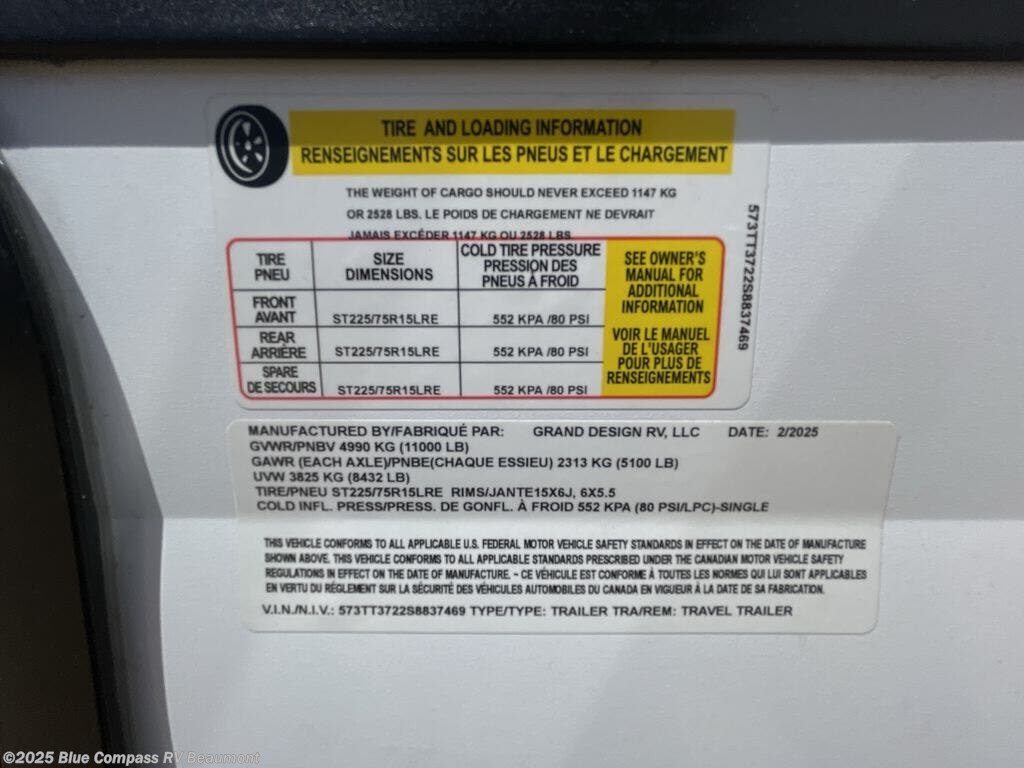 TIRE AND LOADING INFORMATION
RENSEIGNEMENTS SUR LES PNEUS ET LE CHARGEMENT
THE WEIGHT OF CARGO SHOULD NEVER EXCEED 1147 KG
OR 2528 LBS. LE POIDS DE CHARGEMENT NE DEVRAIT
JAMAIS EXCÉDER 1147 KG OU 2528 LBS
TIRE
PNEU
SIZE
DIMENSIONS
COLD TIRE PRESSURE
PRESSION DES
PNEUS À FROID
FRONT
AVANT
ST225/75R15LRE
552 KPA /80 PSI
REAR
ARRIÈRE
ST225/75R15LRE
552 KPA /80 PSI
SPARE
DE SECOURS
ST225/75R15LRE
552 KPA /80 PSI
SEE OWNER'S
MANUAL FOR
ADDITIONAL
INFORMATION
VOIR LE MANUEL
DE L'USAGER
POUR PLUS DE
RENSEIGNEMENTS
573TT3722S8837469
MANUFACTURED BY/FABRIQUÉ PAR: GRAND DESIGN RV, LLC DATE: 2/2025
GVWR/PNBV 4990 KG (11000 LB)
GAWR (EACH AXLE)/PNBE(CHAQUE ESSIEU) 2313 KG (5100 LB)
UVW 3825 KG (8432 LB)
TIRE/PNEU ST225/75R15LRE RIMS/JANTE15X6J, 6X5.5
COLD INFL. PRESS/PRESS. DE GONFL. À FROID 552 KPA (80 PSI/LPC)-SINGLE
THIS VEHICLE CONFORMS TO ALL APPLICABLE U.S. FEDERAL MOTOR VEHICLE SAFETY STANDARDS IN EFFECT ON THE DATE OF MANUFACTURE
SHOWN ABOVE. THIS VEHICLE CONFORMS TO ALL APPLICABLE STANDARDS PRESCRIBED UNDER THE CANADIAN MOTOR VEHICLE SAFETY
REGULATIONS IN EFFECT ON THE DATE OF MANUFACTURE. - CE VÉHICULE EST CONFORME À TOUTES LES NORMES QUI LUI SONT APPLICABLES
EN VERTU DU RÉGLEMENT SUR LA SÉCURITÉ DES VÉHICULES AUTOMOBILES DU CANADA EN VIGUEUR À LA DATE DE SA FABRICATION.
V.I.N./N.I.V.: 573TT3722S8837469 TYPE/TYPE: TRAILER TRA/REM: TRAVEL TRAILER
©2025 Blue Compass RV Beaumont